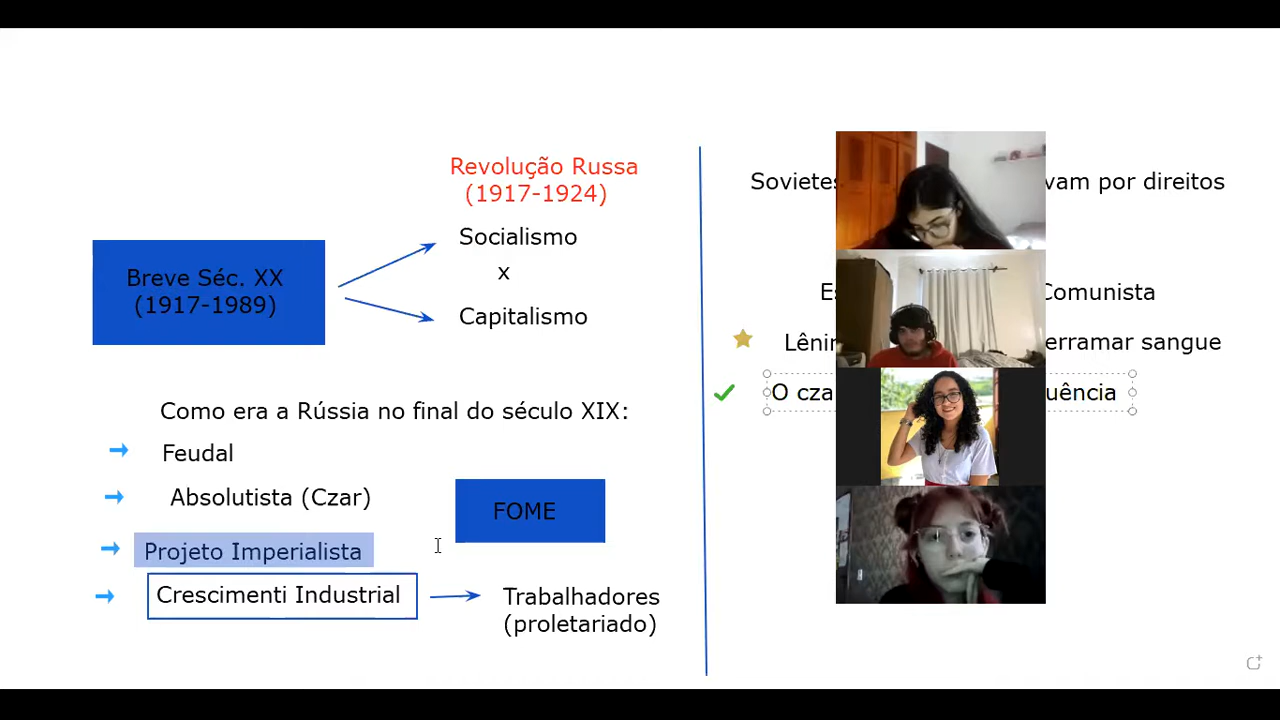 Revolução Russa
(1917-1924)
Breve Séc. XX
(1917-1989)
Socialismo
x
Capitalismo
Como era a Rússia no final do século XIX:
Feudal
Absolutista (Czar)
Projeto Imperialista
Crescimenti Industrial
FOME
Trabalhadores
(proletariado)
Soviete vam por direitos
Comunista
Lênin erramar sangue
O cza uência